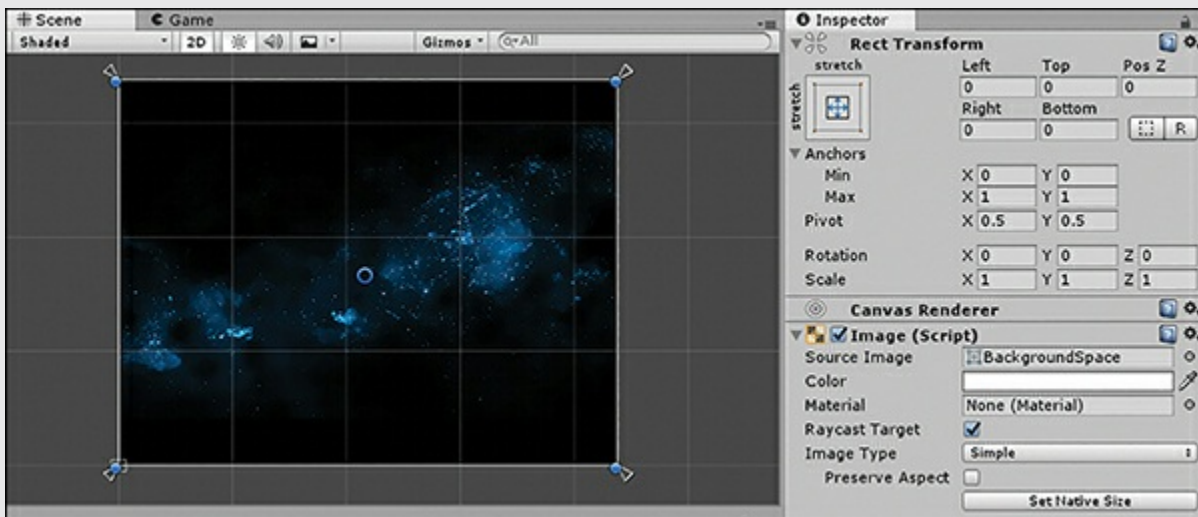 Scene
Game
Shaded 2D Gizmos All
Inspector
Rect Transform
stretch Left Top Pos Z
stretch 0 0 0
Right Bottom
0 0 R
Anchors
Min X 0 Y 0
Max X 1 Y 1
Pivot X 0.5 Y 0.5
Rotation X 0 Y 0 Z 0
Scale X 1 Y 1 Z 1
Canvas Renderer
Image (Script)
Source Image BackgroundSpace
Color
Material None (Material)
Raycast Target
Image Type Simple
Preserve Aspect
Set Native Size